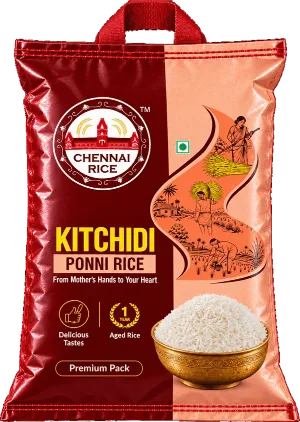 TM
CHENNAI
RICE
KITCHIDI
PONNI RICE
From Mother's Hands to Your Heart
1
YEAR
Delicious
Tastes
Aged Rice
Premium Pack